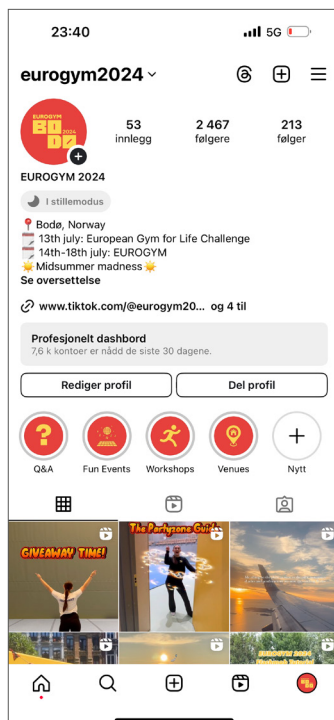 23:40
5G
eurogym2024
EUROGYM
BODØ
2024
53
innlegg
2 467
følgere
213
følger
EUROGYM 2024
I stillemodus
Bodø, Norway
13th july: European Gym for Life Challenge
14th-18th july: EUROGYM
Midsummer madness
Se oversettelse
www.tiktok.com/@eurogym20... og 4 til
Profesjonelt dashbord
7,6 k kontoer er nådd de siste 30 dagene.
Rediger profil
Del profil
Q&A
Fun Events
Workshops
Venues
Nytt
GIVEAWAY TIME!
The Partyzone Guide
EUROGYM 2024